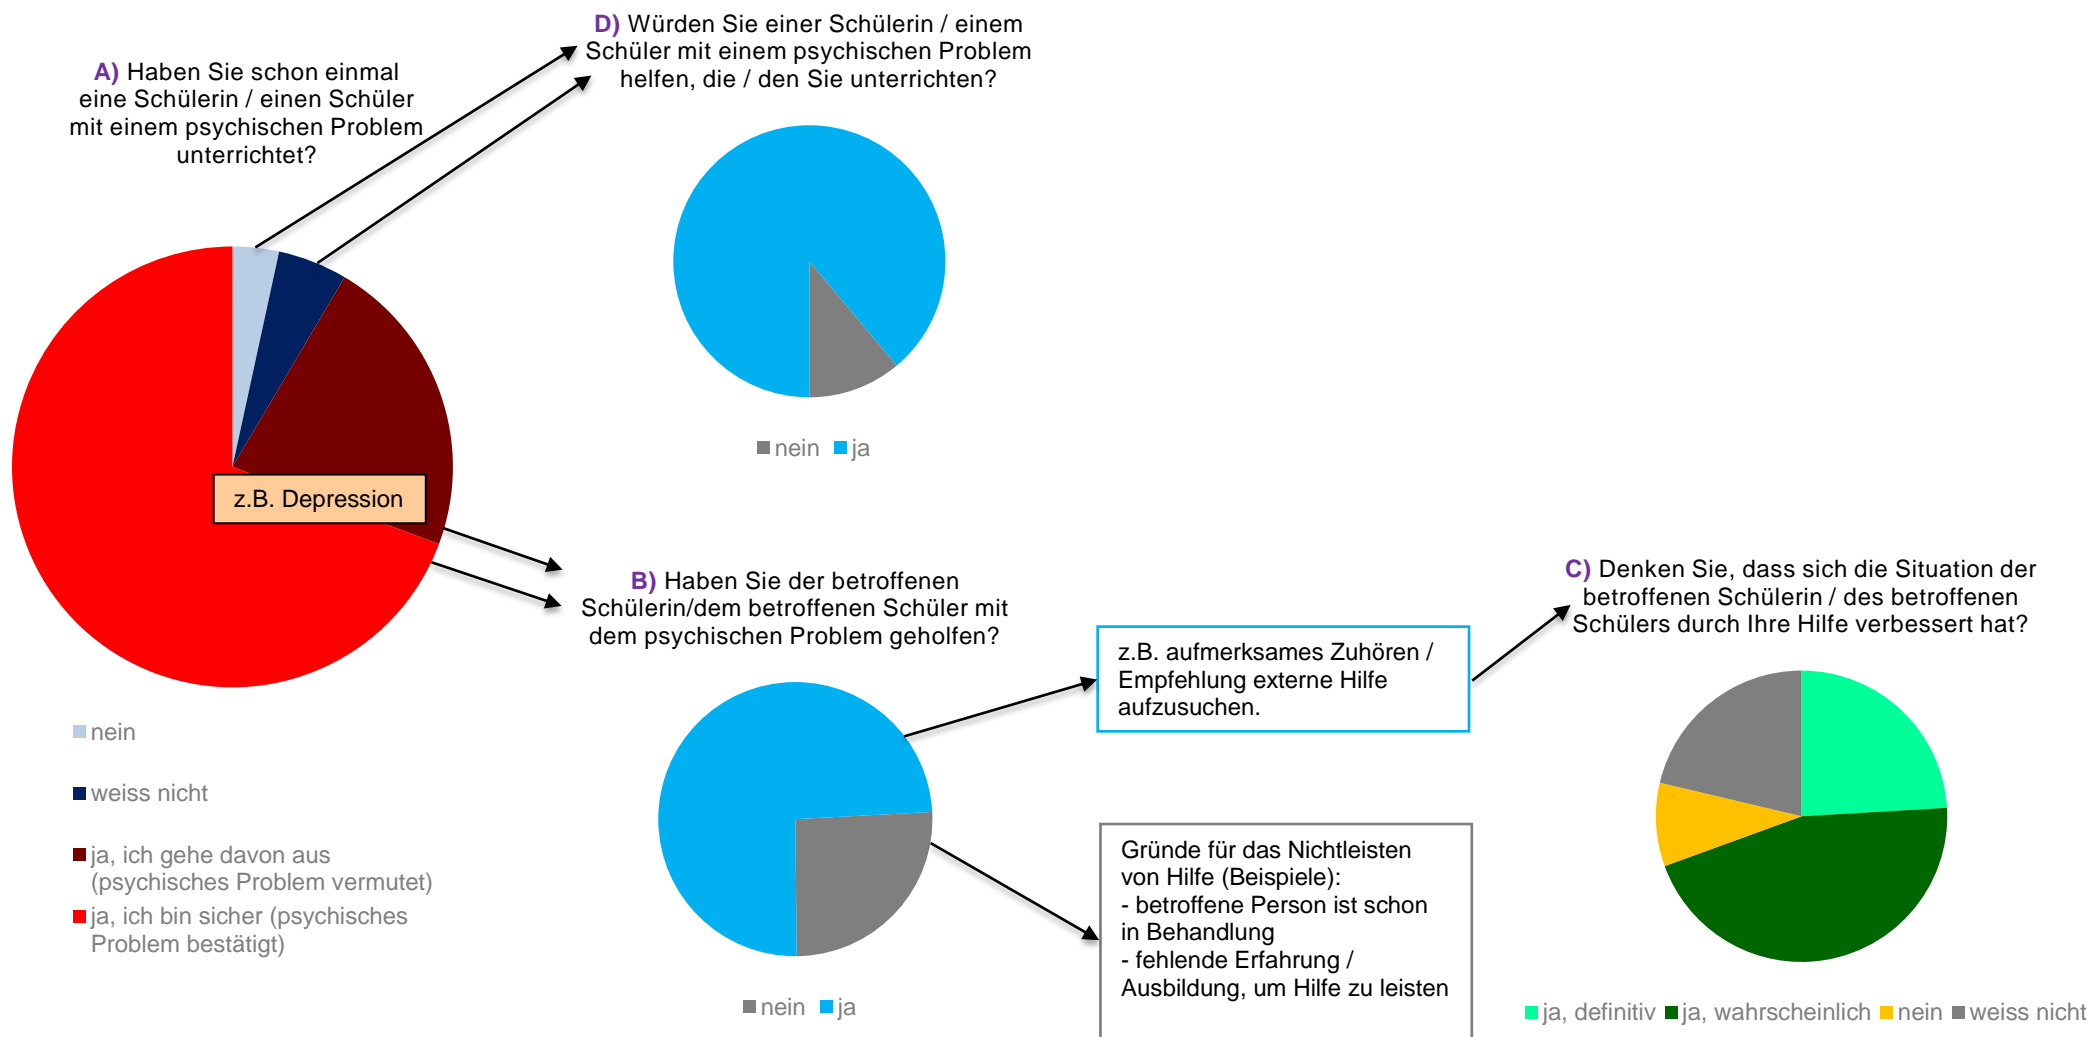 A) Haben Sie schon einmal
eine Schülerin / einen Schüler
mit einem psychischen Problem
unterrichtet?
z.B. Depression
nein
weiss nicht
ja, ich gehe davon aus
(psychisches Problem vermutet)
ja, ich bin sicher (psychisches
Problem bestätigt)
D) Würden Sie einer Schülerin / einem
Schüler mit einem psychischen Problem
helfen, die / den Sie unterrichten?
nein ja
B) Haben Sie der betroffenen
Schülerin/dem betroffenen Schüler mit
dem psychischen Problem geholfen?
nein ja
z.B. aufmerksames Zuhören /
Empfehlung externe Hilfe
aufzusuchen.
Gründe für das Nichtleisten
von Hilfe (Beispiele):
- betroffene Person ist schon
in Behandlung
- fehlende Erfahrung /
Ausbildung, um Hilfe zu leisten
C) Denken Sie, dass sich die Situation der
betroffenen Schülerin / des betroffenen
Schülers durch Ihre Hilfe verbessert hat?
ja, definitiv ja, wahrscheinlich nein weiss nicht